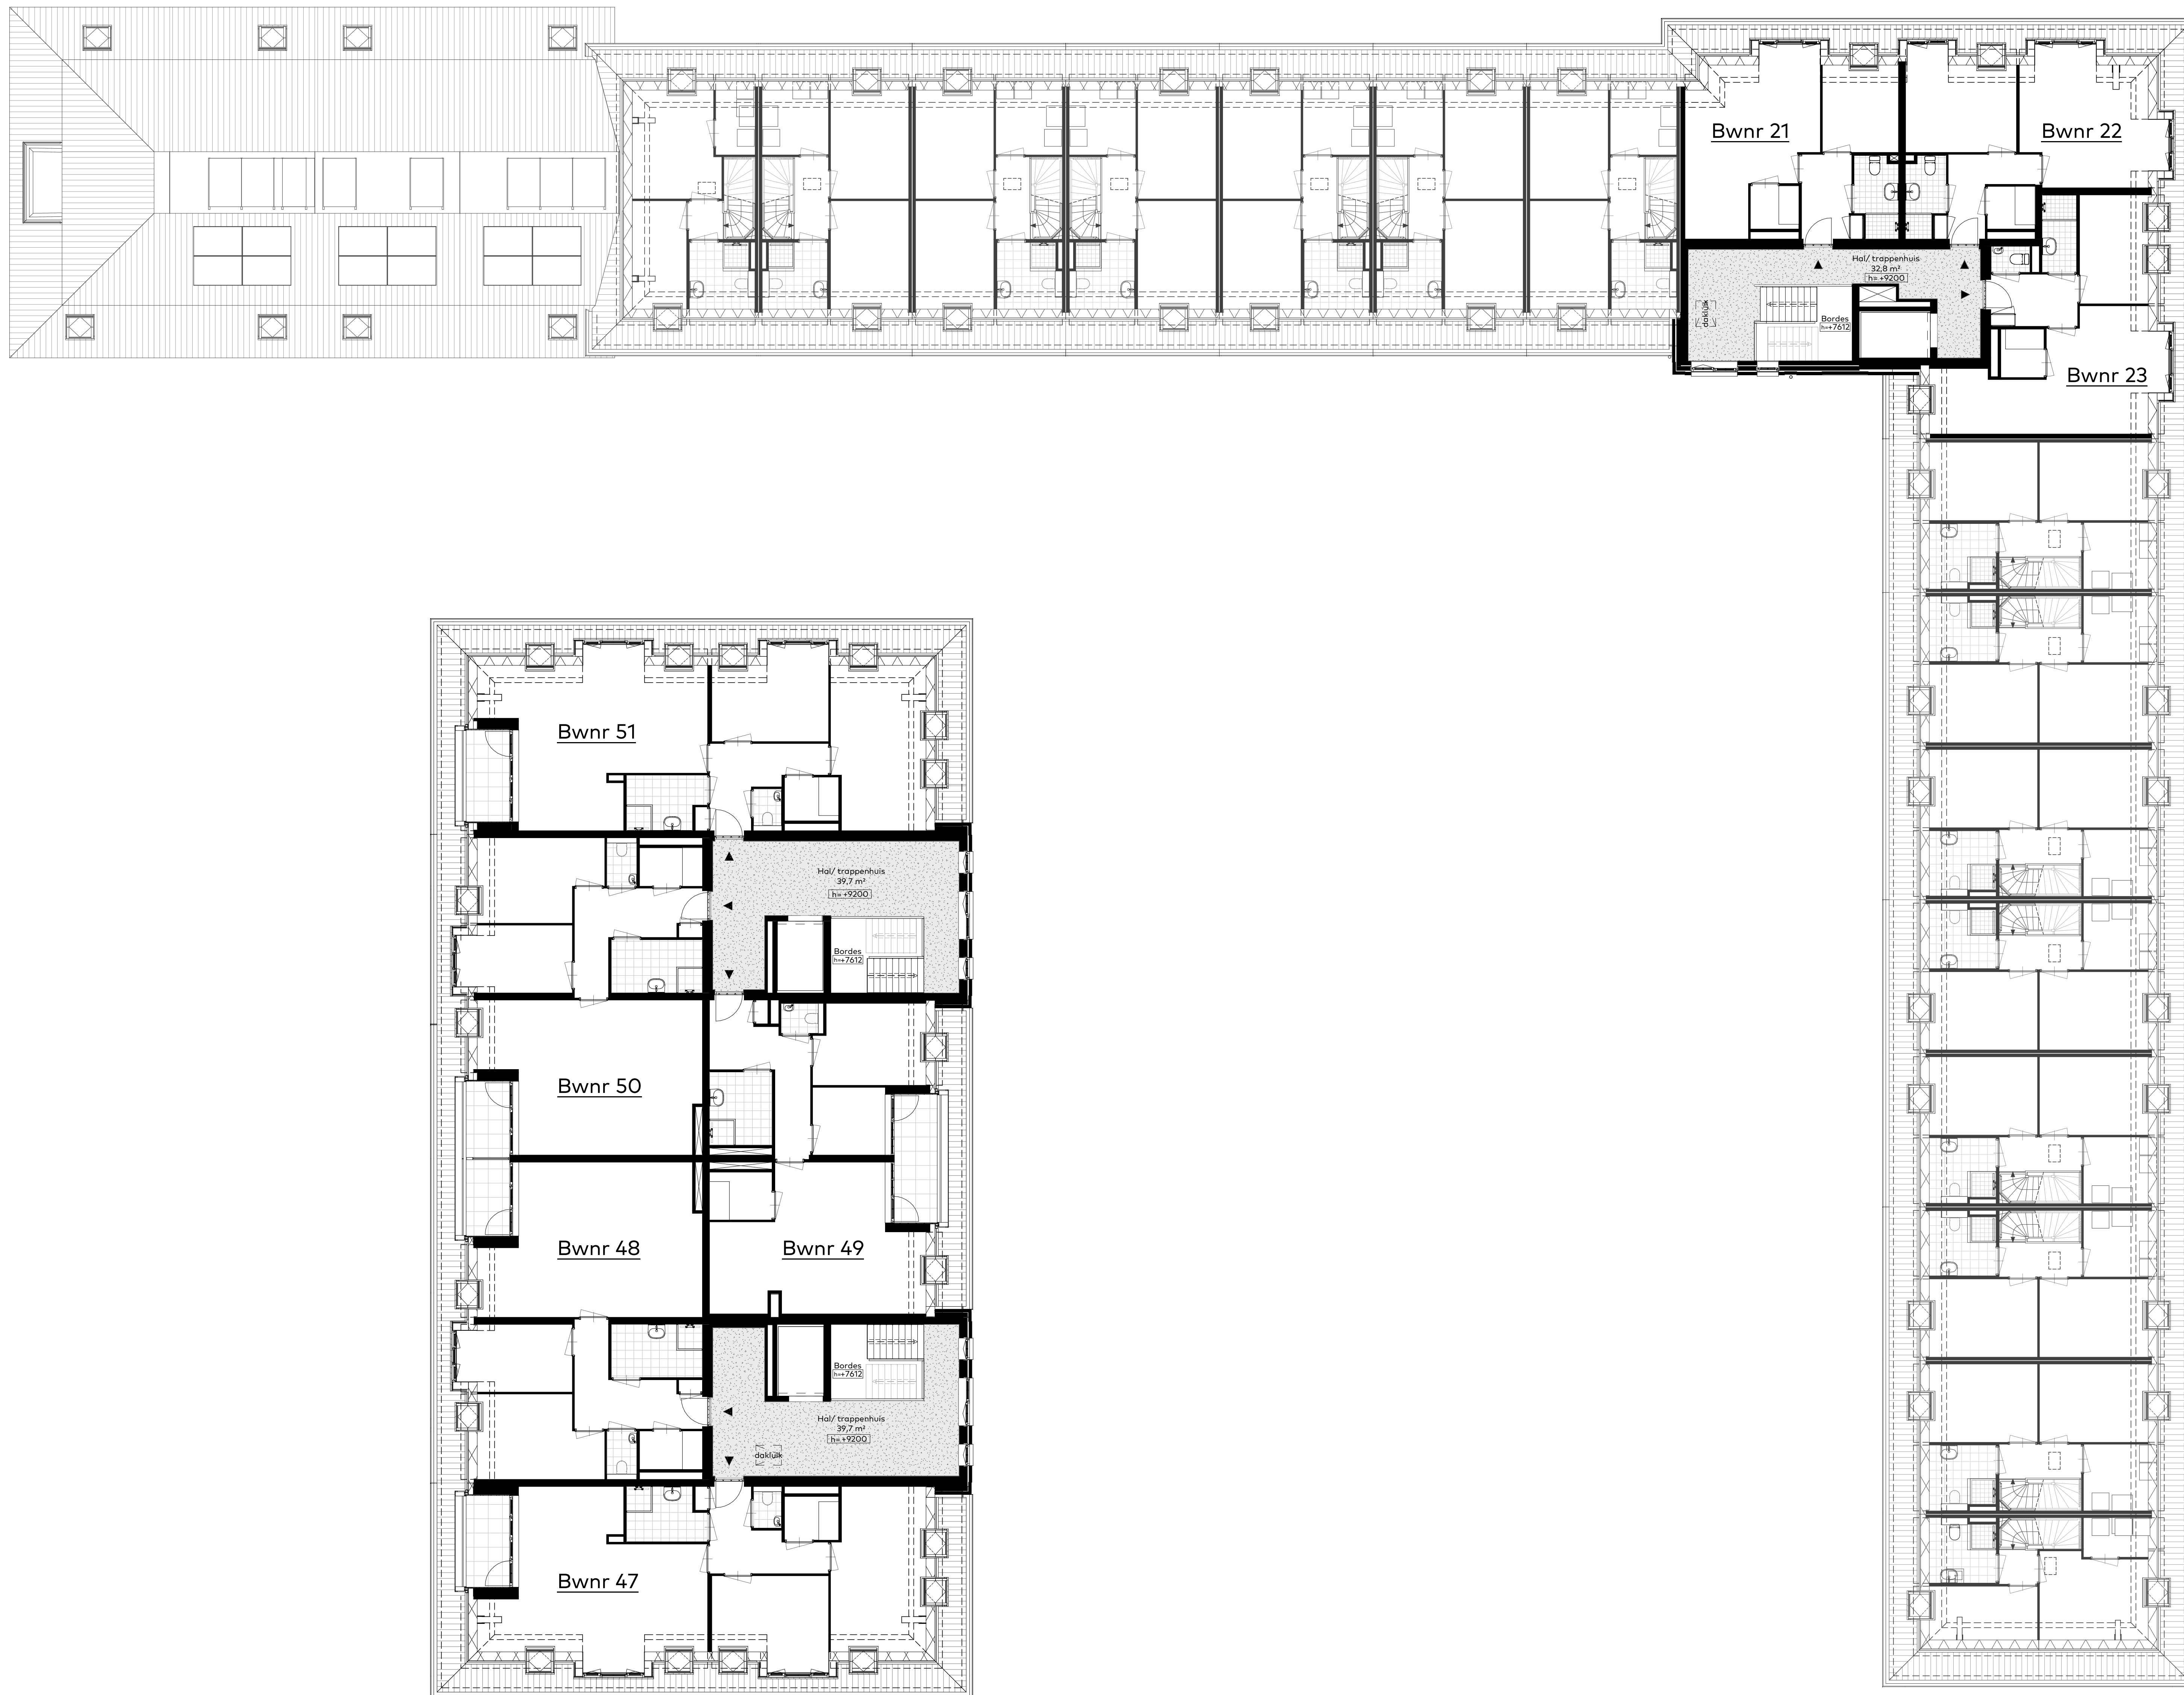 Bwnr 21
Bwnr 22
Hal/ trappenhuis
32,8 m²
h= +9200
dakluik
Bordes
h=+7612
Bwnr 23
Bwnr 51
Hal/ trappenhuis
39,7 m²
h= +9200
Bordes
h=+7612
Bwnr 50
Bwnr 48
Bwnr 49
Bordes
h=+7612
Hal/ trappenhuis
39,7 m²
h= +9200
dakluik
Bwnr 47